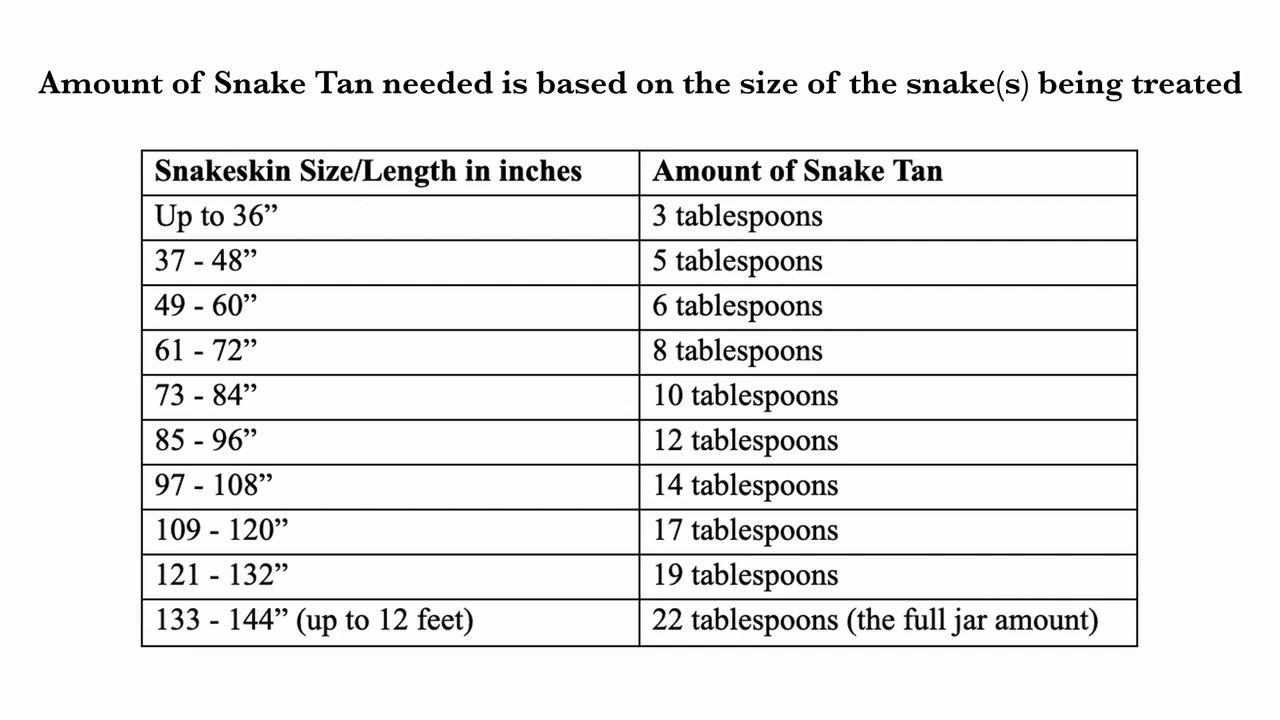 Amount of Snake Tan needed is based on the size of the snake(s) being treated
Snakeskin Size/Length in inches Amount of Snake Tan
Up to 36” 3 tablespoons
37 - 48” 5 tablespoons
49 - 60” 6 tablespoons
61 - 72” 8 tablespoons
73 - 84” 10 tablespoons
85 - 96” 12 tablespoons
97 - 108” 14 tablespoons
109 - 120” 17 tablespoons
121 - 132” 19 tablespoons
133 - 144” (up to 12 feet) 22 tablespoons (the full jar amount)